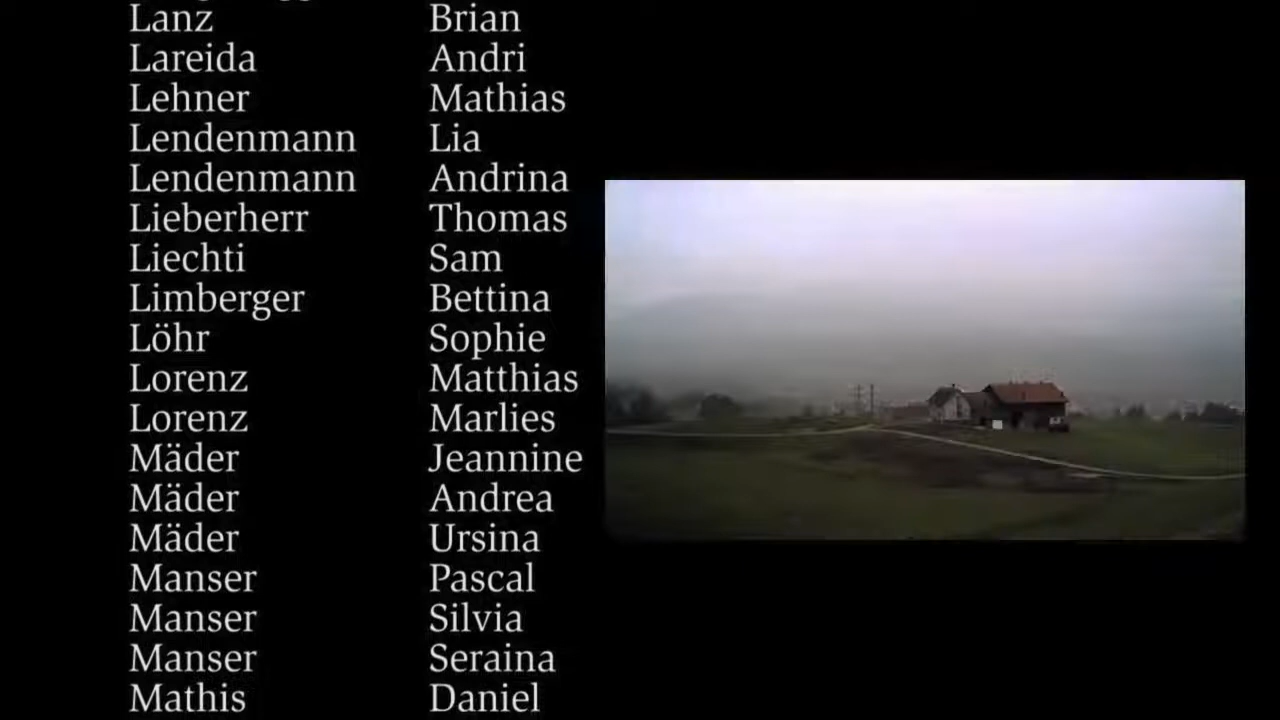 Lanz Brian
Lareida Andri
Lehner Mathias
Lendenmann Lia
Lendenmann Andrina
Lieberherr Thomas
Liechti Sam
Limberger Bettina
Löhr Sophie
Lorenz Matthias
Lorenz Marlies
Mäder Jeannine
Mäder Andrea
Mäder Ursina
Manser Pascal
Manser Silvia
Manser Seraina
Mathis Daniel